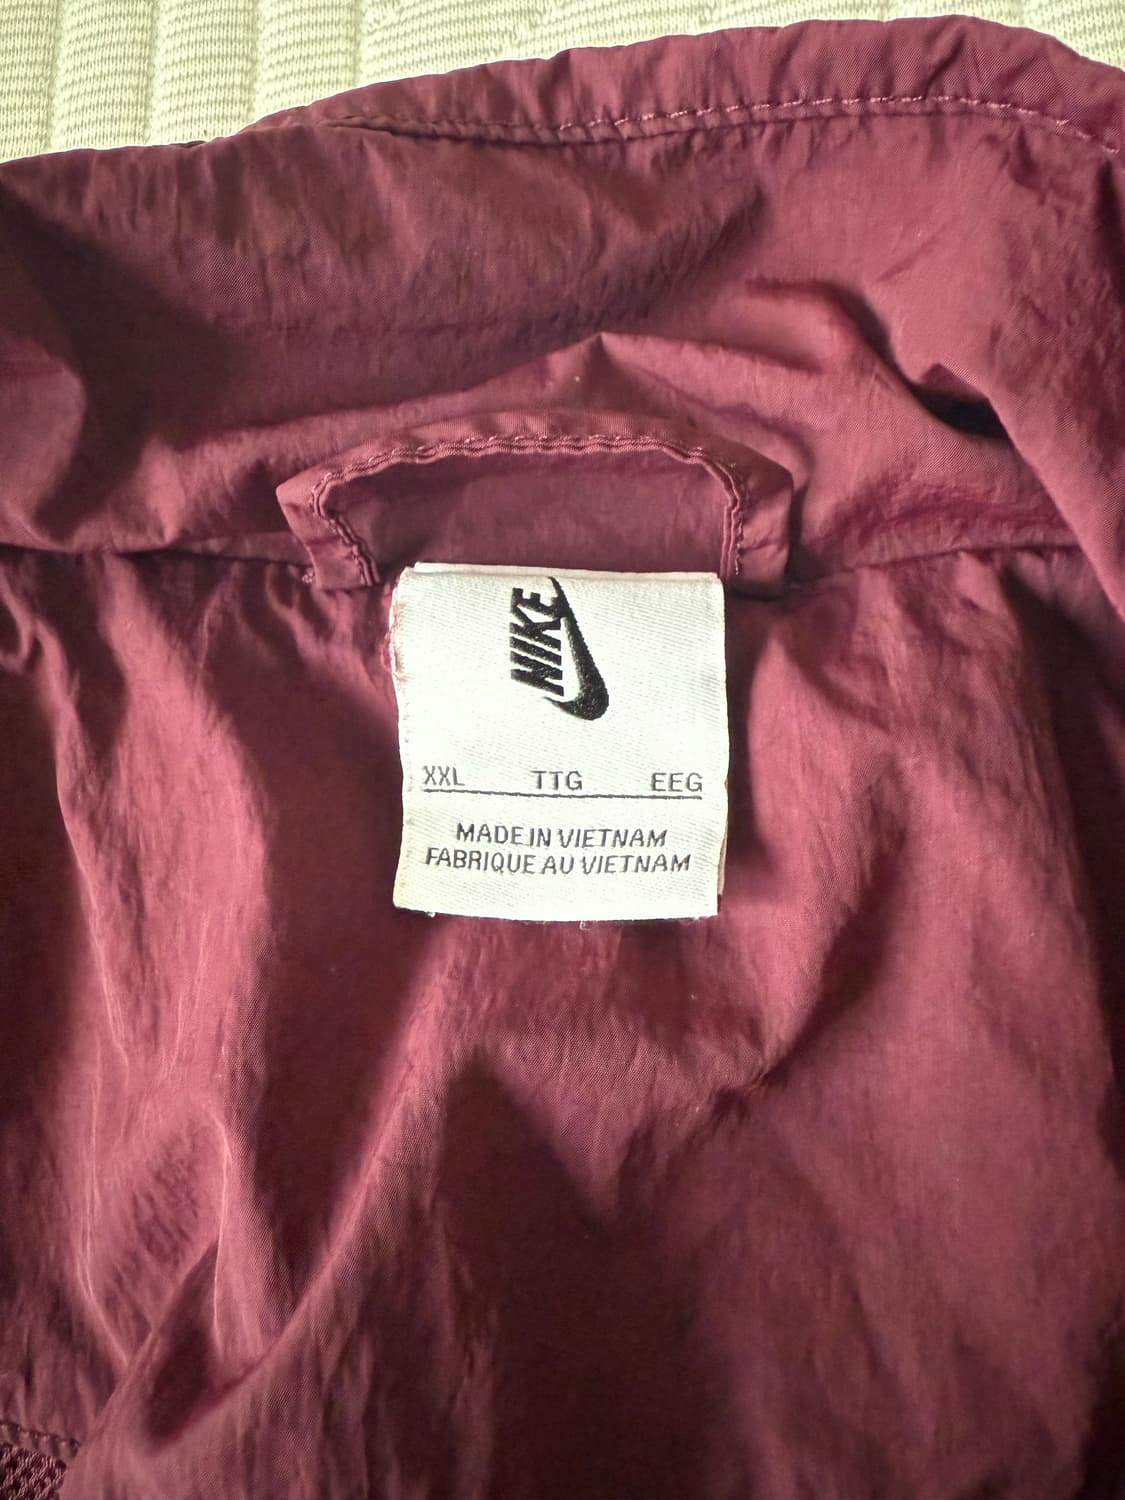 NIKE
XXL TTG EEG
MADE IN VIETNAM
FABRIQUE AU VIETNAM